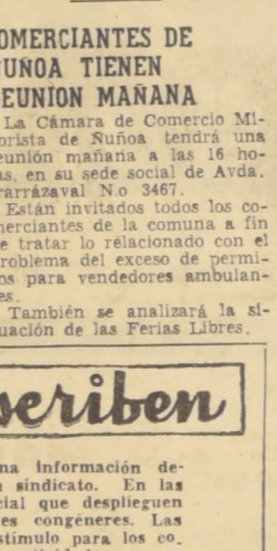 OMERCIANTES DE
UÑOA TIENEN
EUNION MAÑANA
La Cámara de Comercio Mi-
orista de Ñuñoa tendrá una
eunión mañana a las 16 ho-
as, en su sede social de Avda.
rarrázaval N.o 3467.
Están invitados todos los co-
merciantes de la comuna a fin
e tratar lo relacionado con el
roblema del exceso de permi-
os para vendedores ambulan-
es.
También se analizará la si-
uación de las Ferias Libres.
scriben
na información de-
u sindicato. En las
cial que desplieguen
es congéneres. Las
stímulo para los co.